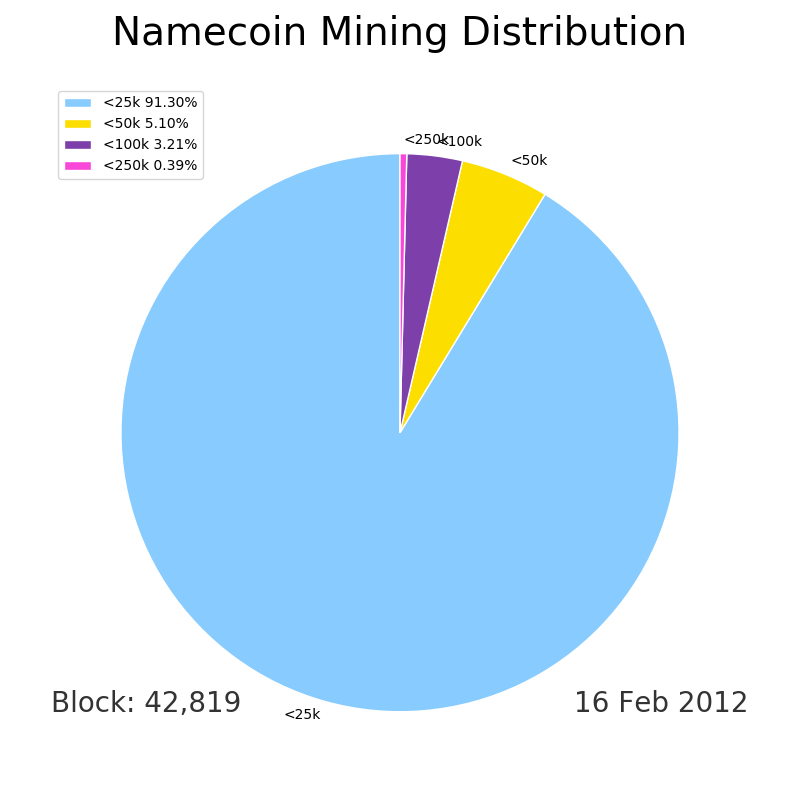 Namecoin Mining Distribution
<25k 91.30%
<50k 5.10%
<100k 3.21%
<250k 0.39%
<250k
<100k
<50k
<25k
Block: 42,819
16 Feb 2012